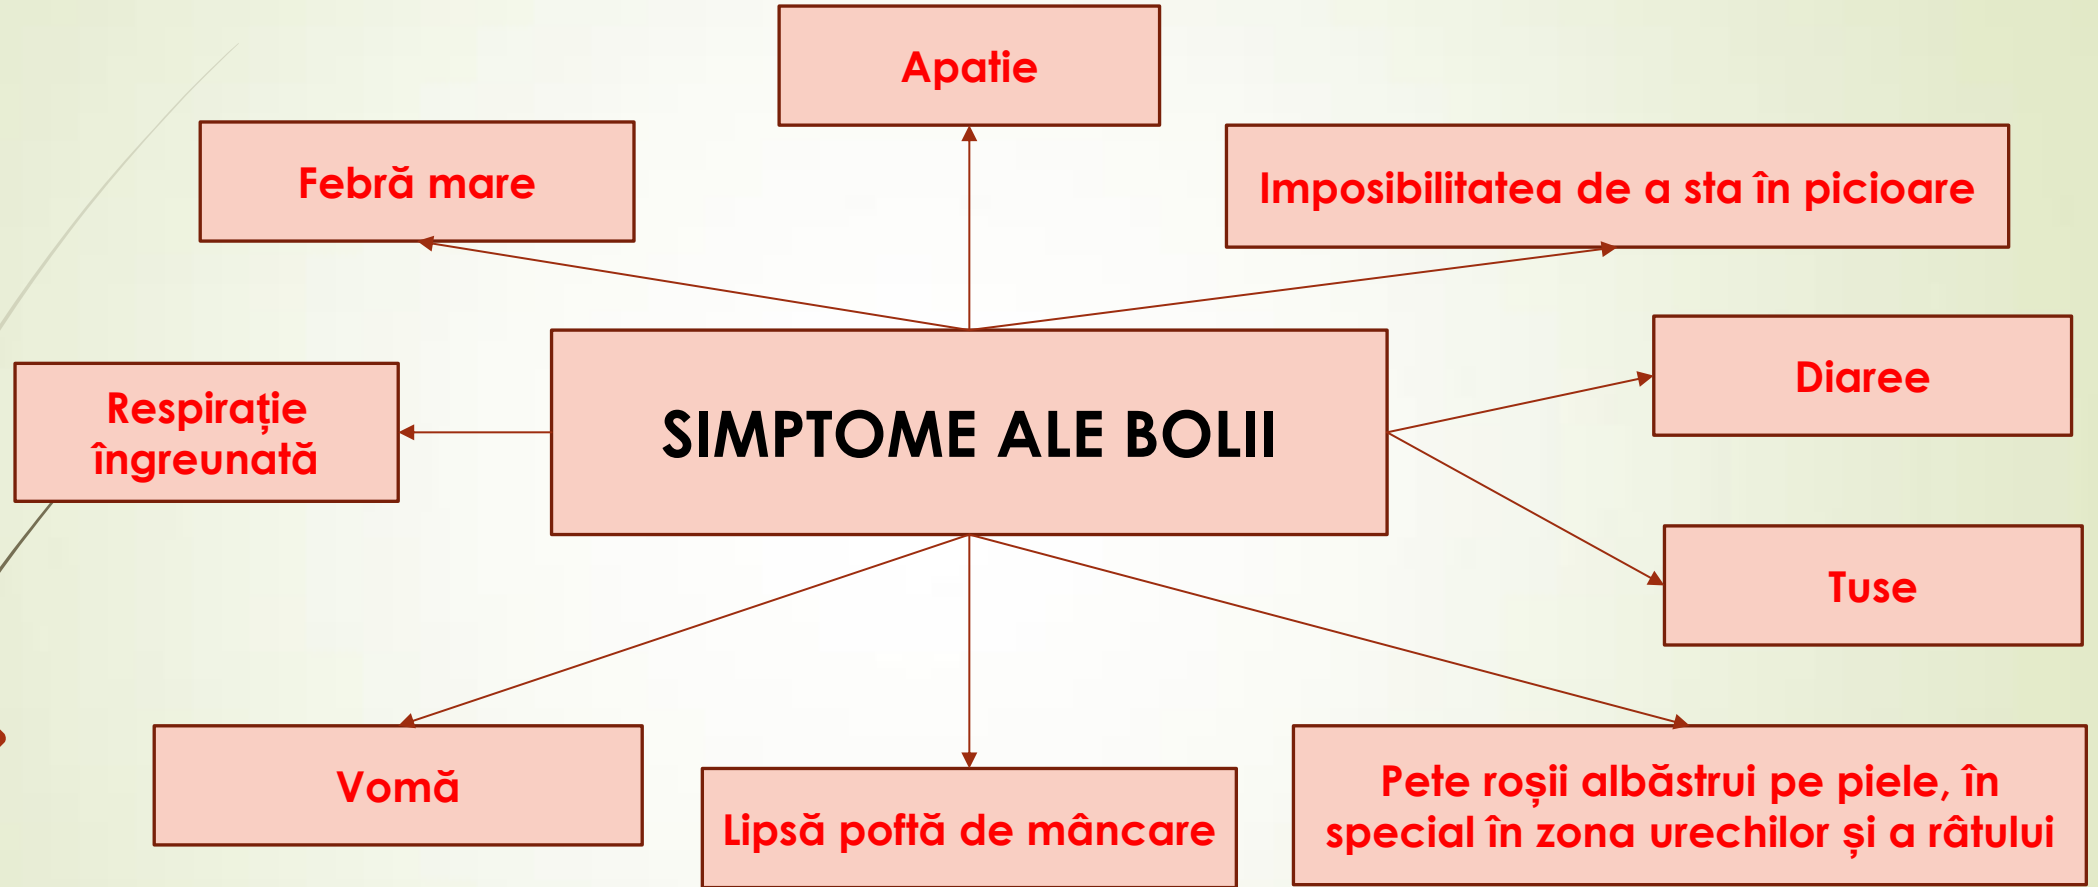 Apatie
Febră mare
Imposibilitatea de a sta în picioare
Respirație
îngreunată
SIMPTOME ALE BOLII
Diaree
Tuse
Vomă
Lipsă poftă de mâncare
Pete roșii albăstrui pe piele, în
special în zona urechilor și a râtului